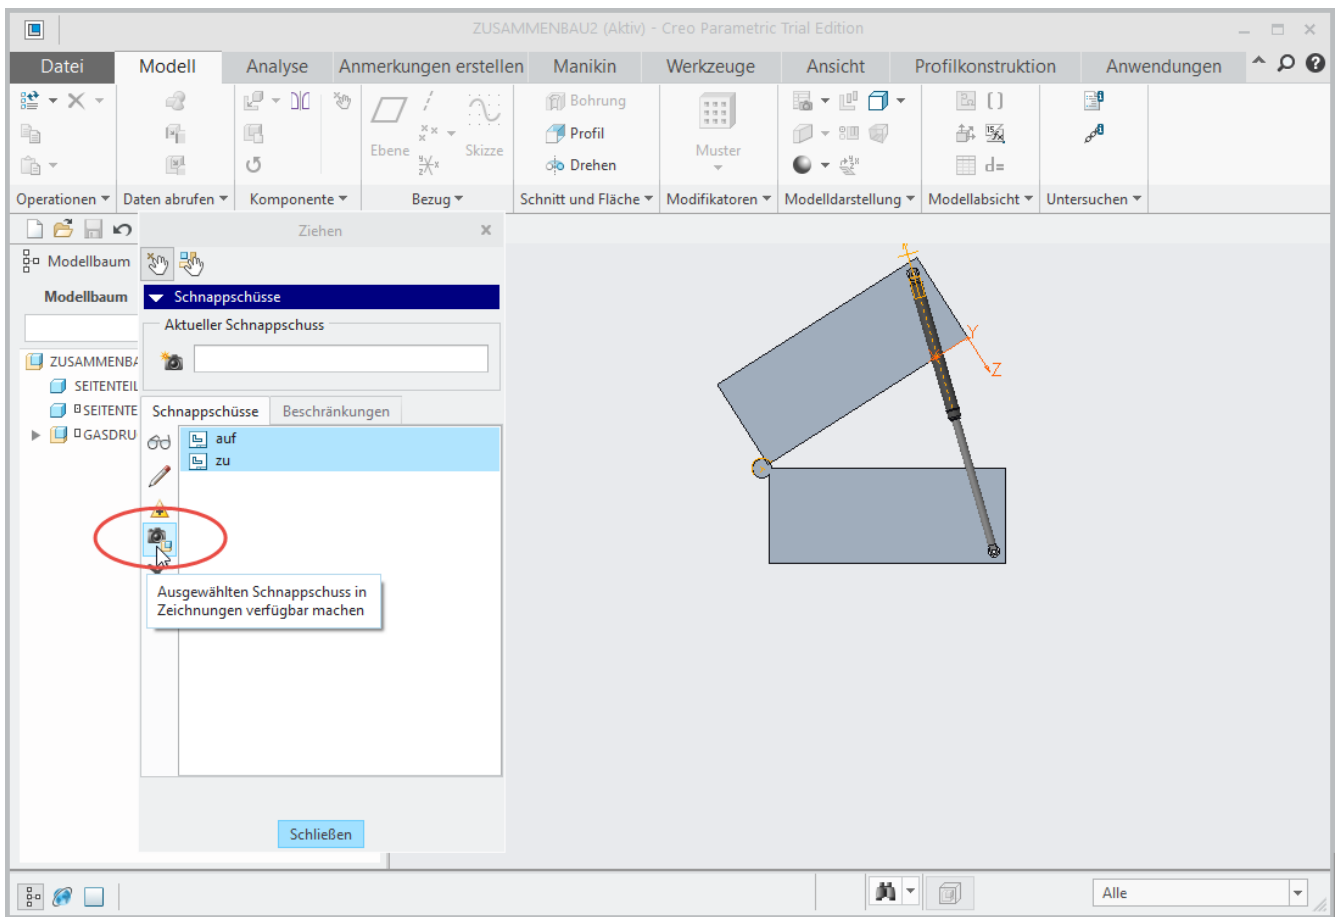 ZUSAMMENBAU2 (Aktiv) - Creo Parametric Trial Edition
Datei Modell Analyse Anmerkungen erstellen Manikin Werkzeuge Ansicht Profilkonstruktion Anwendungen
Bohrung
Profil
Ebene Skizze Muster
Drehen d=
Operationen Daten abrufen Komponente Bezug Schnitt und Fläche Modifikatoren Modelldarstellung Modellabsicht Untersuchen
Ziehen
Modellbaum
Modellbaum Schnappschüsse
Aktueller Schnappschuss
ZUSAMMENBA
SEITENTEIL
SEITENTE
GASDRU
Schnappschüsse Beschränkungen
auf
zu
Ausgewählten Schnappschuss in
Zeichnungen verfügbar machen
Schließen
Y
Z
Alle